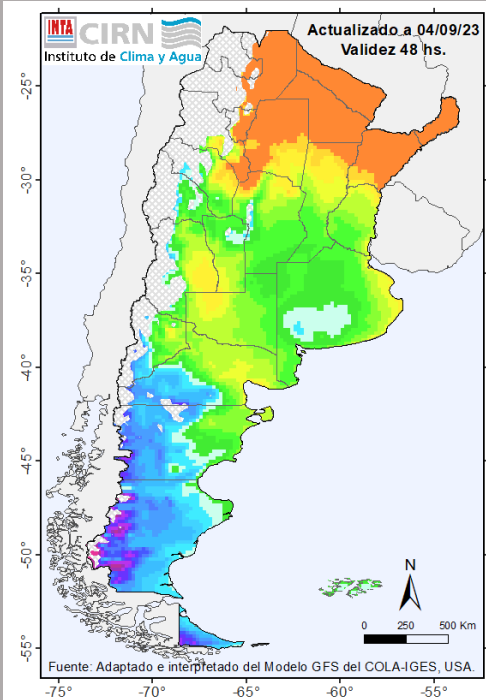 INTA CIRN
Instituto de Clima y Agua
Actualizado a 04/09/23
Validez 48 hs.
-25°
-30°
-35°
-40°
-45°
-50°
-55°
N
0 250 500 Km
Fuente: Adaptado e interpretado del Modelo GFS del COLA-IGES, USA.
-75° -70° -65° -60° -55°